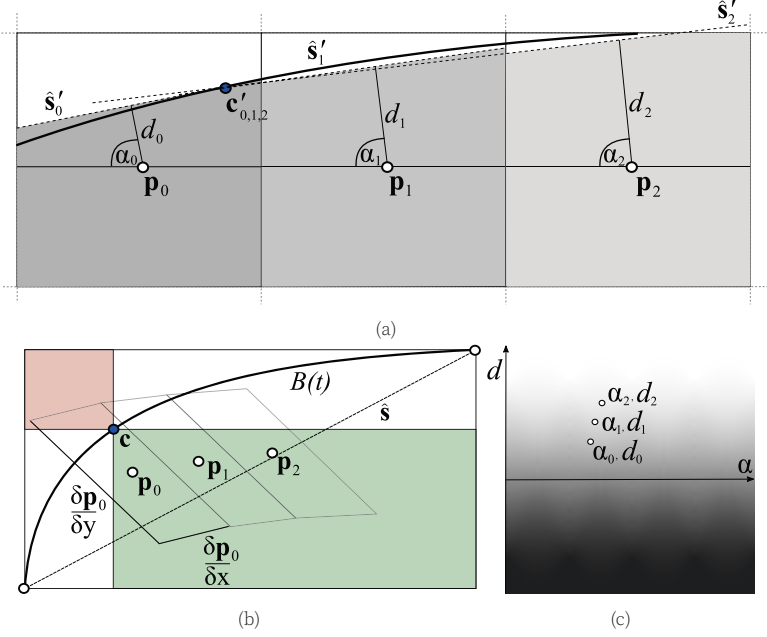 ŝ₂′
ŝ₁′
ŝ₀′
c′₀,₁,₂
d₀
d₁
d₂
α₀
α₁
α₂
p₀
p₁
p₂
(a)
B(t)
ŝ
c
p₀
p₁
p₂
δp₀
δy
δp₀
δx
(b)
d
α₂, d₂
α₁, d₁
α₀, d₀
α
(c)